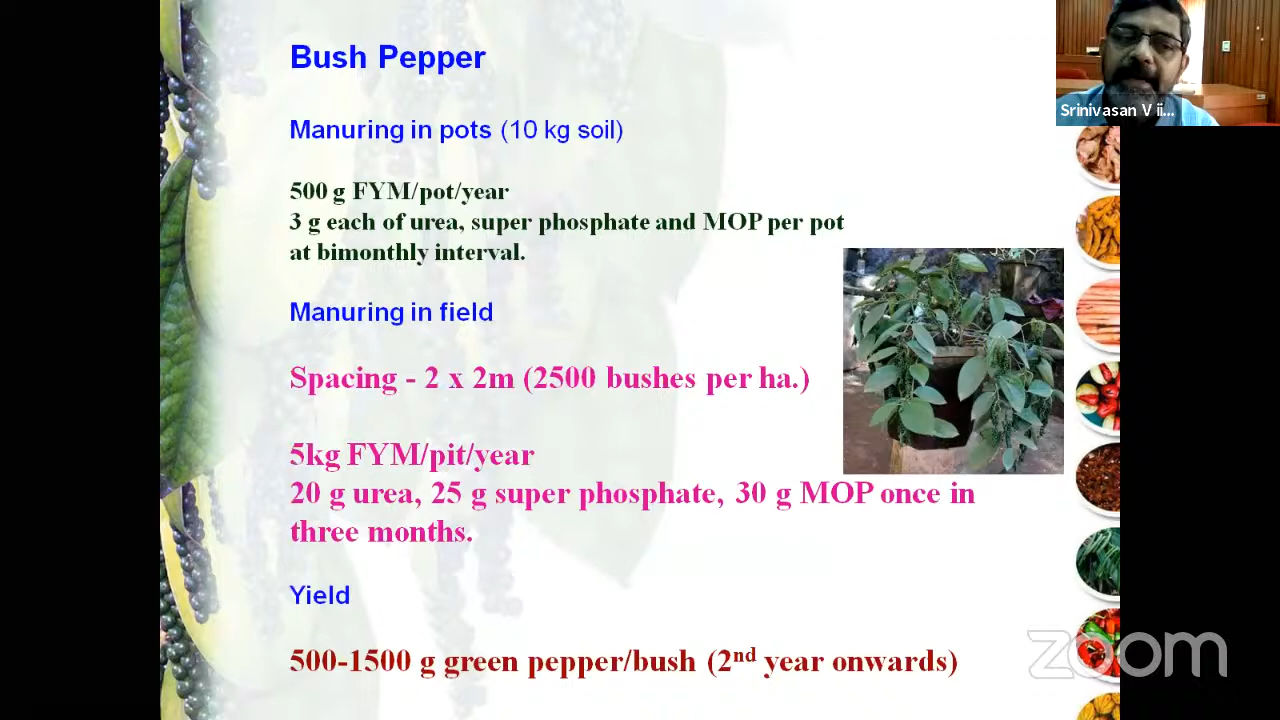 Bush Pepper
Srinivasan V ii...
Manuring in pots (10 kg soil)
500 g FYM/pot/year
3 g each of urea, super phosphate and MOP per pot
at bimonthly interval.
Manuring in field
Spacing - 2 x 2m (2500 bushes per ha.)
5kg FYM/pit/year
20 g urea, 25 g super phosphate, 30 g MOP once in
three months.
Yield
500-1500 g green pepper/bush (2nd year onwards)
zoom